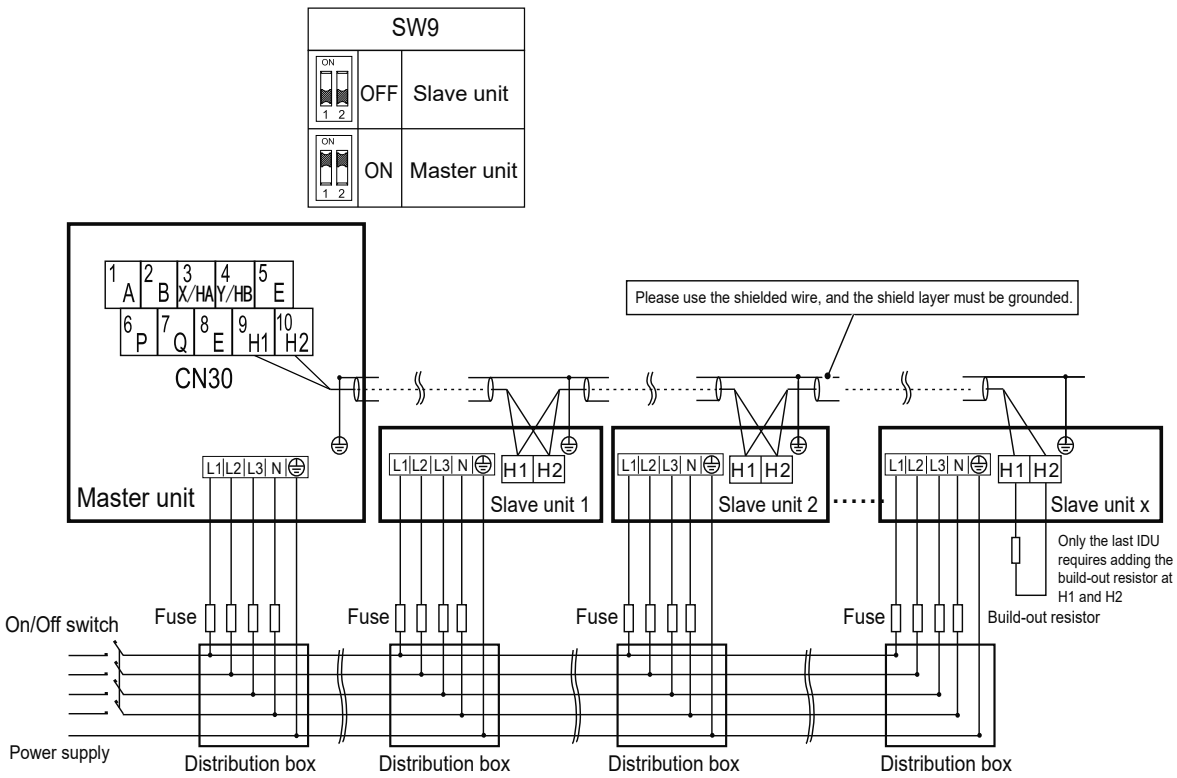 SW9
ON
1 2
OFF
Slave unit
ON
1 2
ON
Master unit
1 A
2 B
3 X/HA
4 Y/HB
5 E
6 P
7 Q
8 E
9 H1
10 H2
CN30
Please use the shielded wire, and the shield layer must be grounded.
L1 L2 L3 N
Master unit
L1 L2 L3 N
H1 H2
Slave unit 1
L1 L2 L3 N
H1 H2
Slave unit 2
......
L1 L2 L3 N
H1 H2
Slave unit x
Only the last IDU
requires adding the
build-out resistor at
H1 and H2
Build-out resistor
Fuse
Fuse
Fuse
Fuse
On/Off switch
Power supply
Distribution box
Distribution box
Distribution box
Distribution box